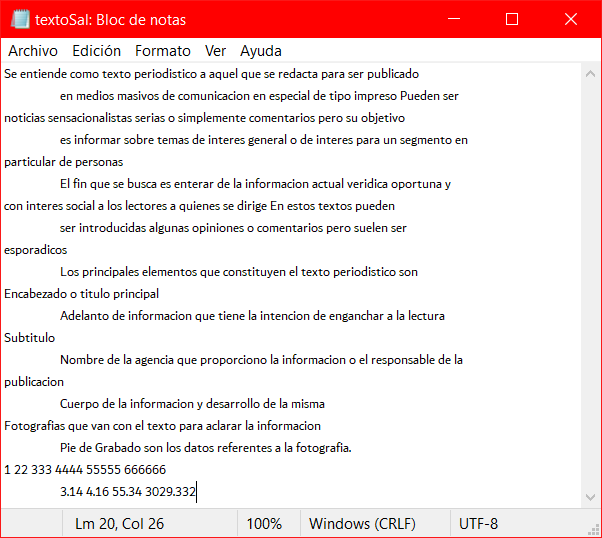 textoSal: Bloc de notas
Archivo Edición Formato Ver Ayuda
Se entiende como texto periodistico a aquel que se redacta para ser publicado
en medios masivos de comunicacion en especial de tipo impreso Pueden ser
noticias sensacionalistas serias o simplemente comentarios pero su objetivo
es informar sobre temas de interes general o de interes para un segmento en
particular de personas
El fin que se busca es enterar de la informacion actual veridica oportuna y
con interes social a los lectores a quienes se dirige En estos textos pueden
ser introducidas algunas opiniones o comentarios pero suelen ser
esporadicos
Los principales elementos que constituyen el texto periodistico son
Encabezado o titulo principal
Adelanto de informacion que tiene la intencion de enganchar a la lectura
Subtitulo
Nombre de la agencia que proporciono la informacion o el responsable de la
publicacion
Cuerpo de la informacion y desarrollo de la misma
Fotografias que van con el texto para aclarar la informacion
Pie de Grabado son los datos referentes a la fotografia.
1 22 333 4444 55555 666666
3.14 4.16 55.34 3029.332
Lm 20, Col 26 100% Windows (CRLF) UTF-8